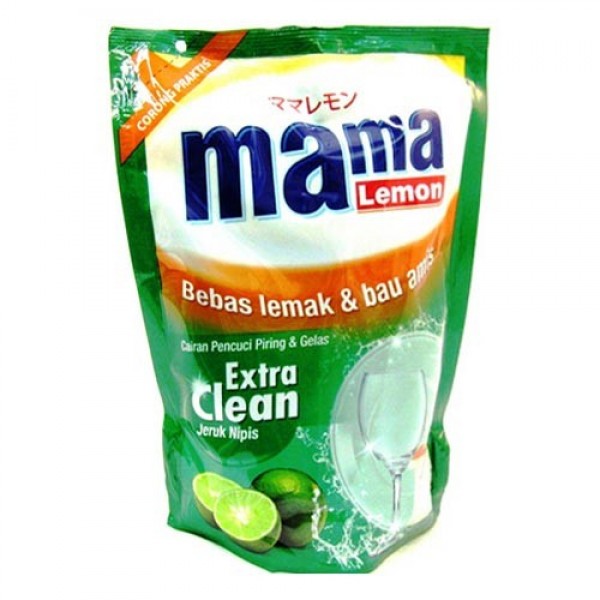 CORONG PRAKTIS
ママレモン
mama
Lemon
Bebas lemak & bau amis
Cairan Pencuci Piring & Gelas
Extra
Clean
Jeruk Nipis